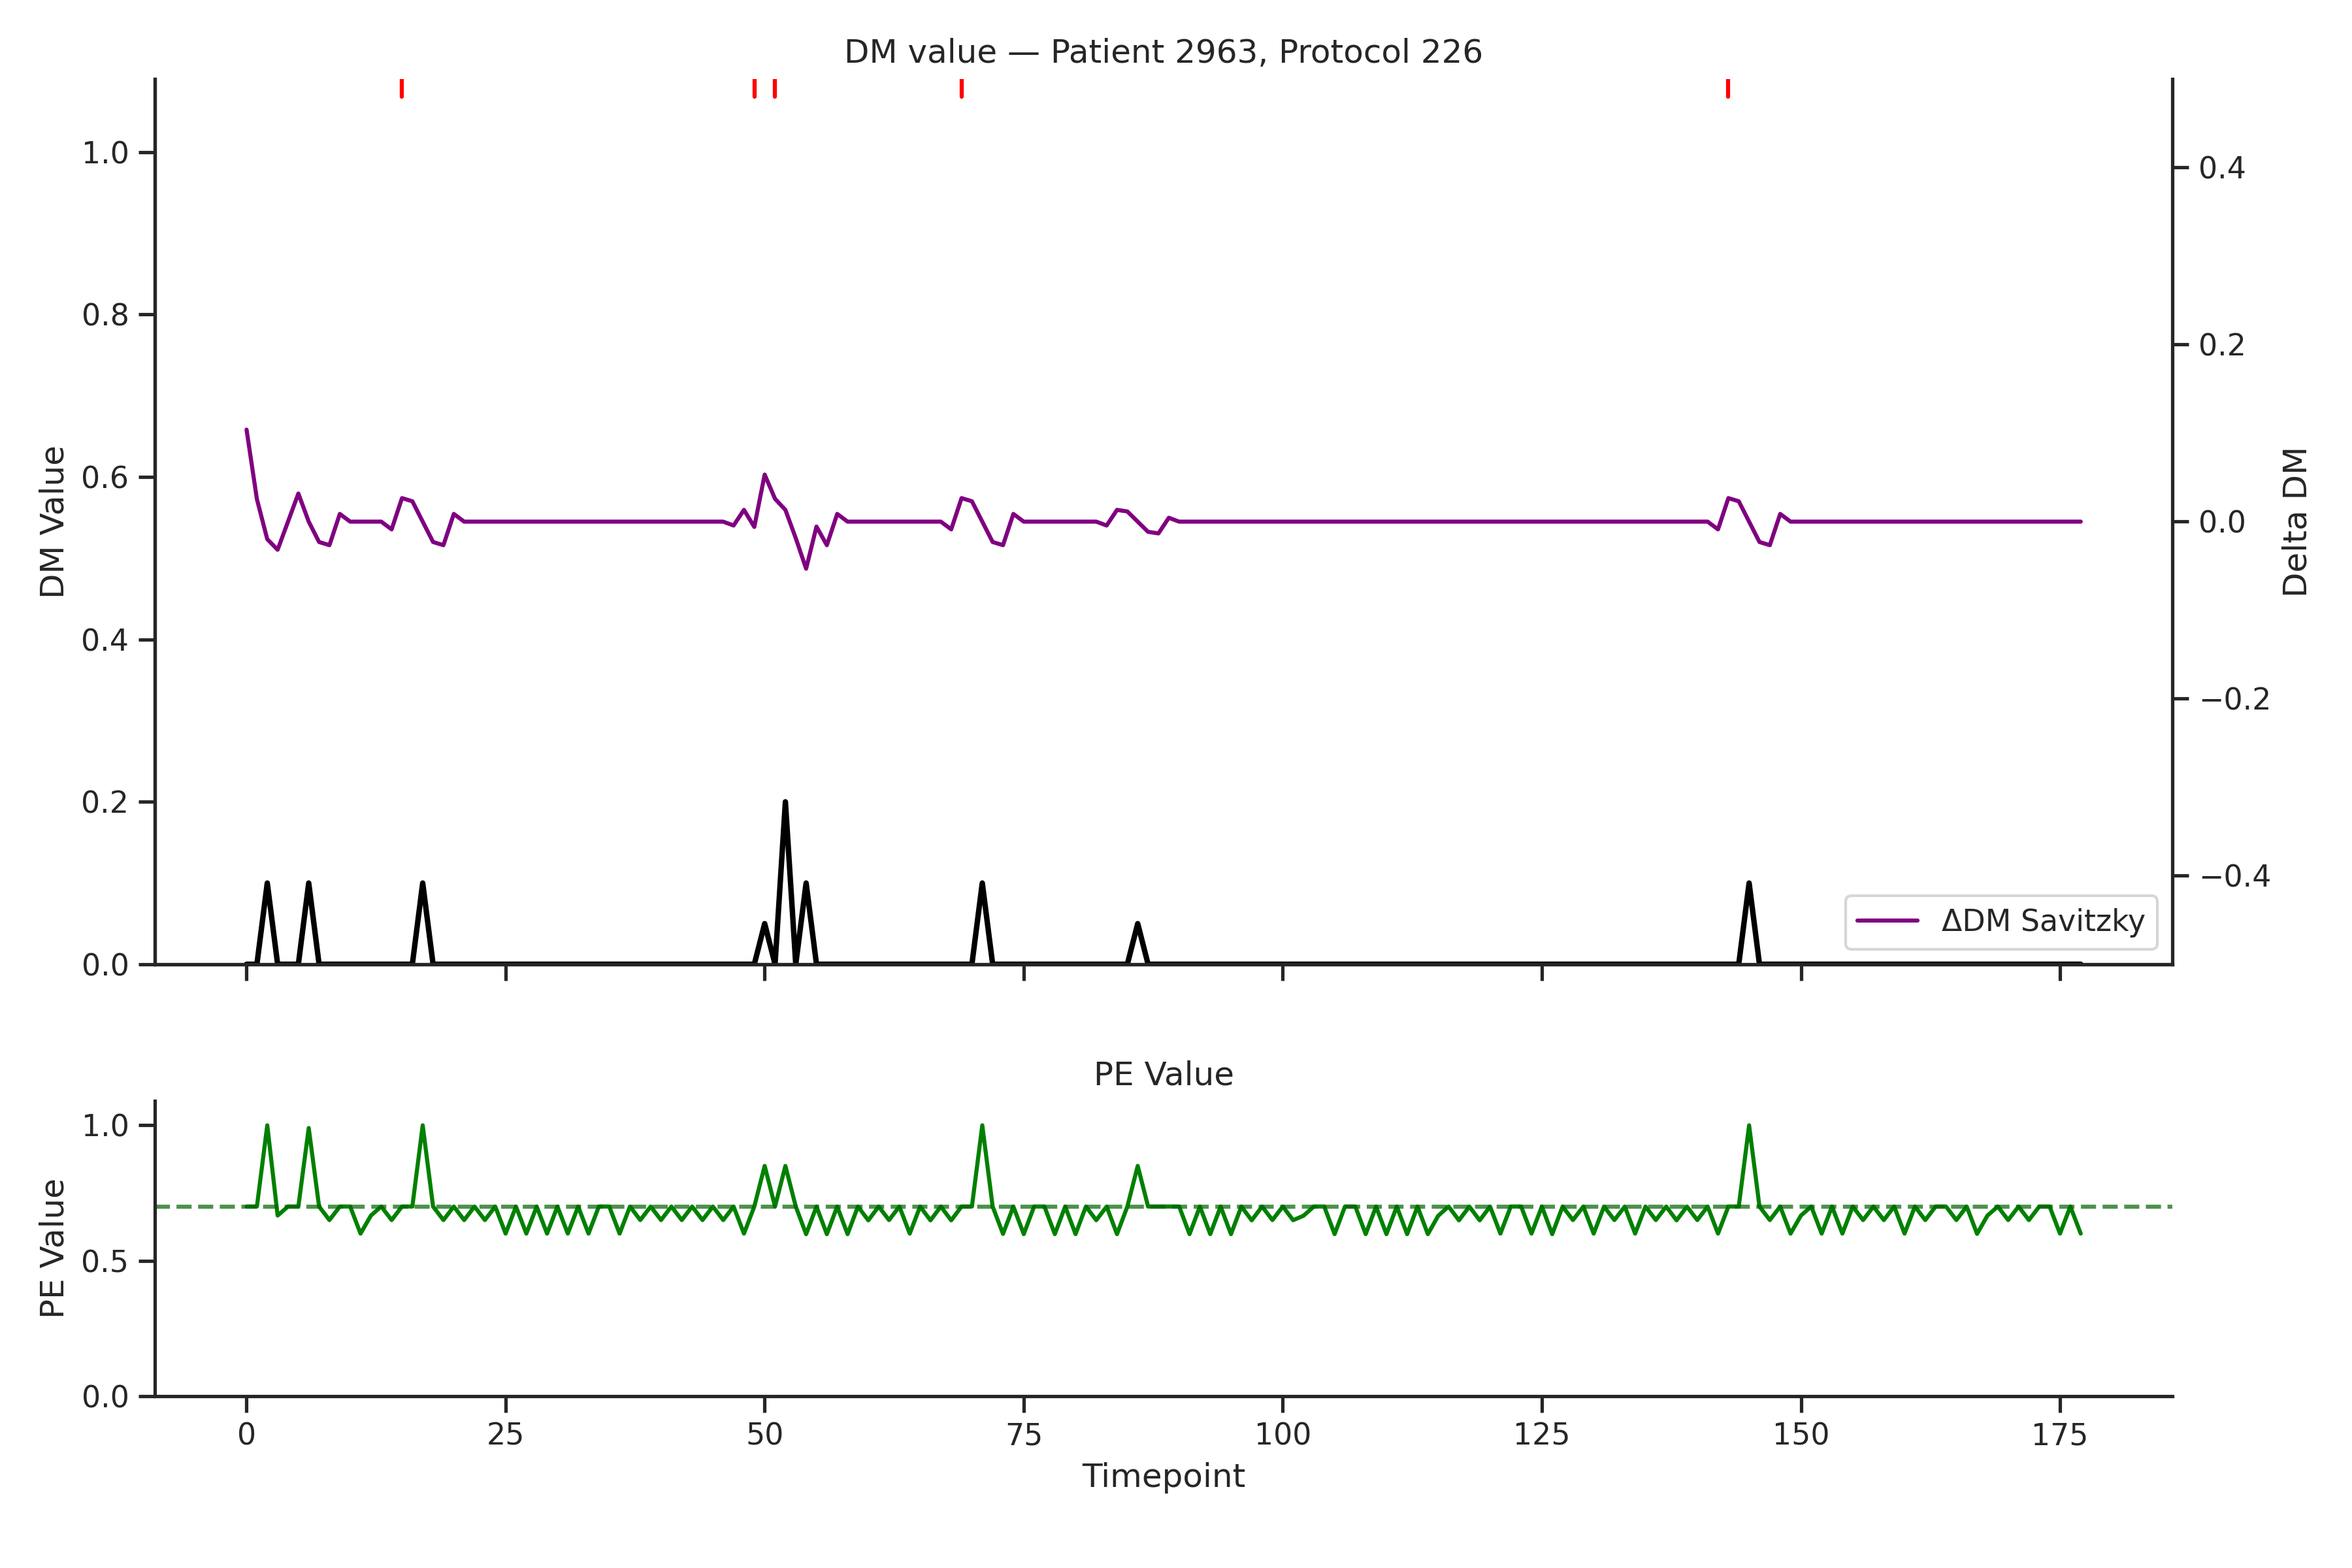 DM value — Patient 2963, Protocol 226
1.0
0.8
0.6
0.4
0.2
0.0
DM Value
0.4
0.2
0.0
−0.2
−0.4
Delta DM
ΔDM Savitzky
PE Value
1.0
0.5
0.0
PE Value
0 25 50 75 100 125 150 175
Timepoint